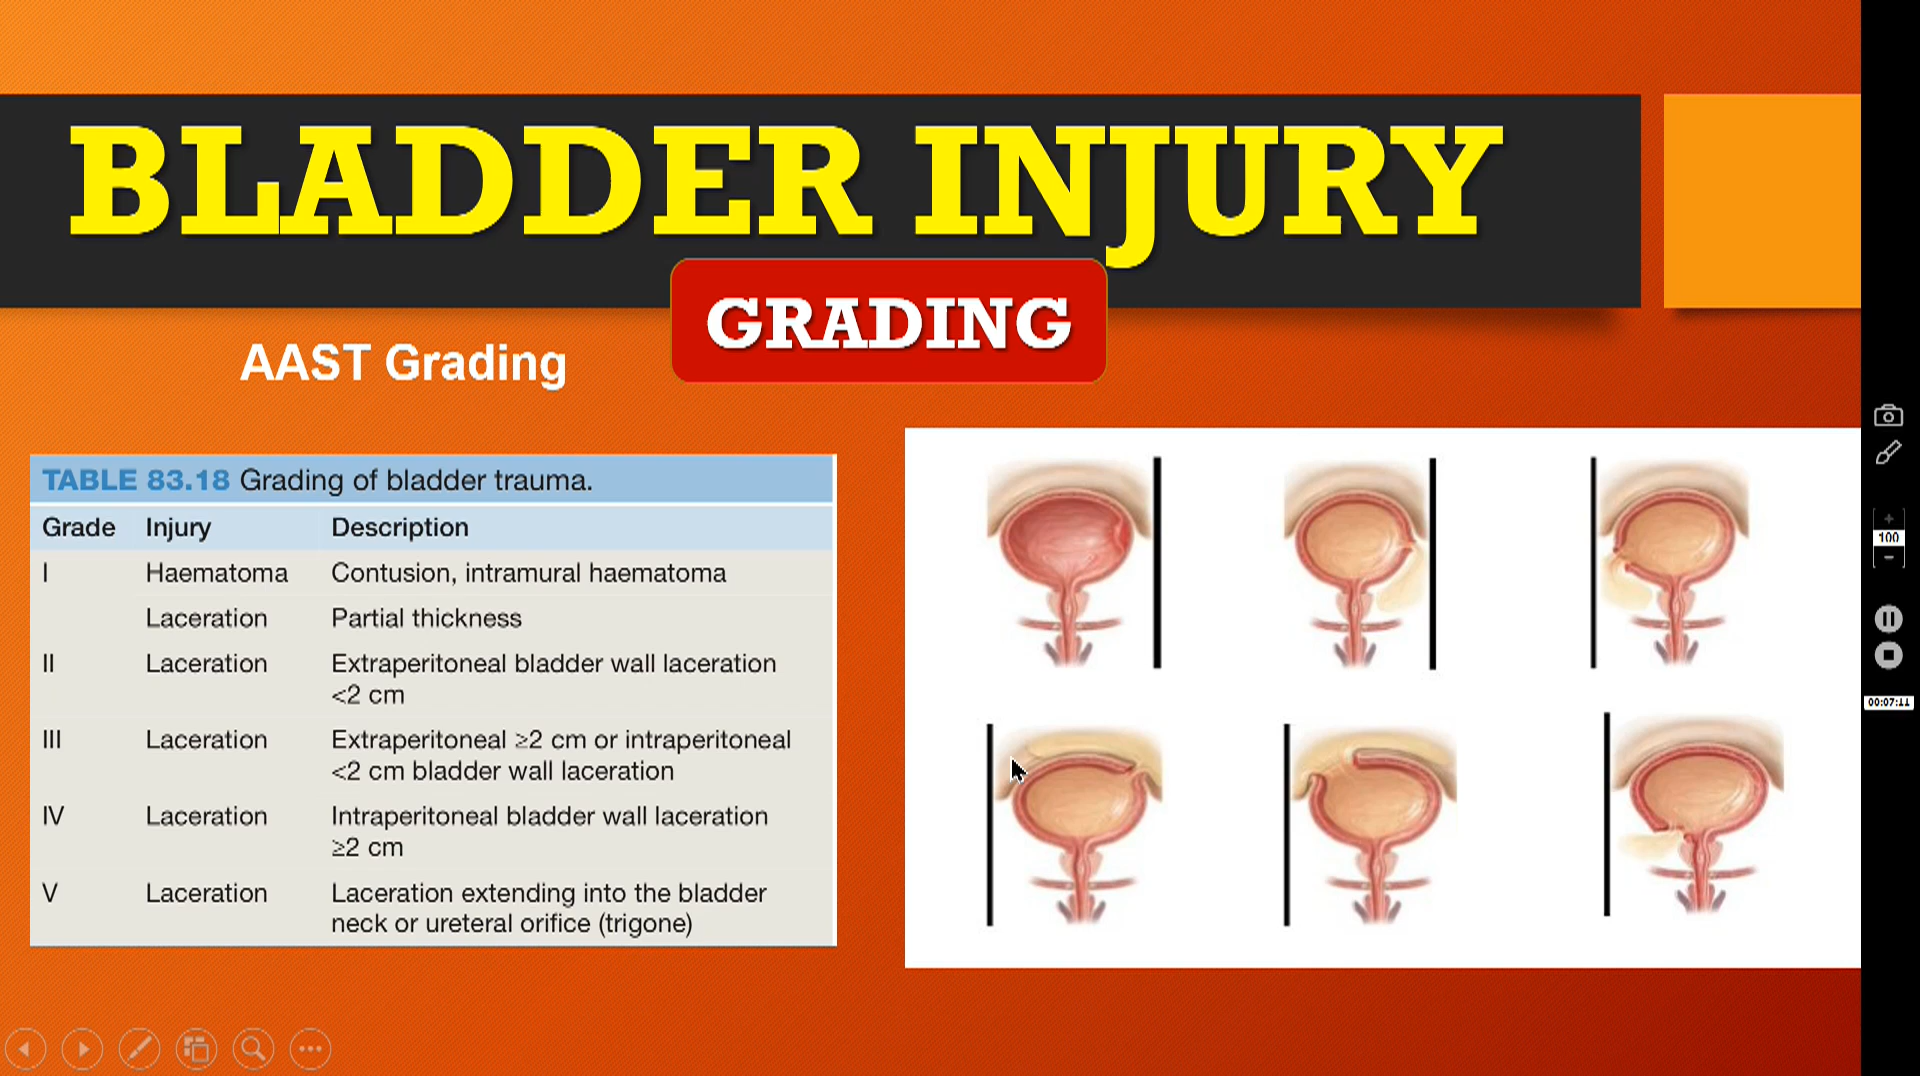 BLADDER INJURY
GRADING
AAST Grading
TABLE 83.18 Grading of bladder trauma.
Grade Injury Description
I Haematoma Contusion, intramural haematoma
Laceration Partial thickness
II Laceration Extraperitoneal bladder wall laceration
<2 cm
III Laceration Extraperitoneal ≥2 cm or intraperitoneal
<2 cm bladder wall laceration
IV Laceration Intraperitoneal bladder wall laceration
≥2 cm
V Laceration Laceration extending into the bladder
neck or ureteral orifice (trigone)
100
00:07:11